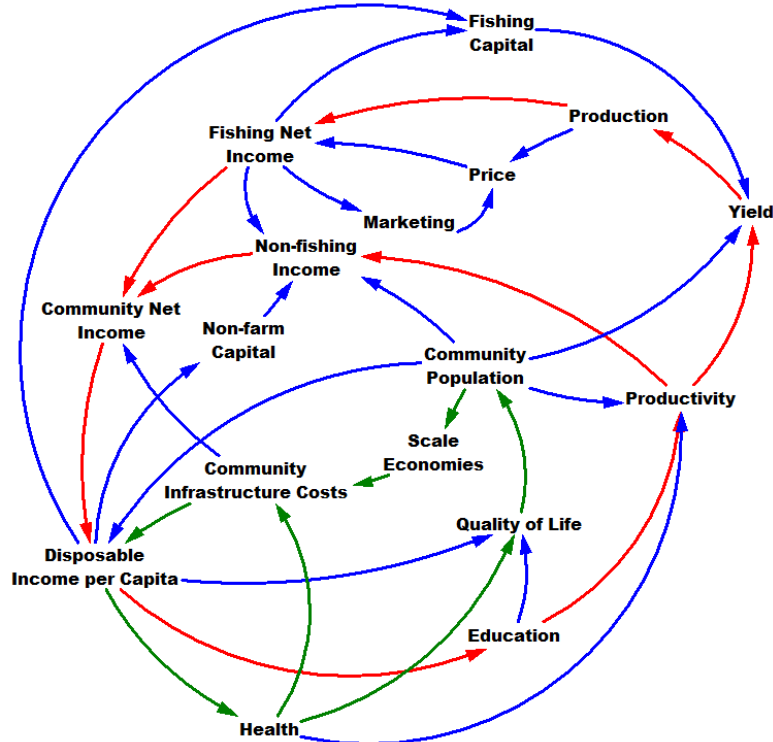 Fishing
Capital
Production
Fishing Net
Income
Price
Yield
Marketing
Non-fishing
Income
Community Net
Income
Non-farm
Capital
Community
Population
Productivity
Scale
Economies
Community
Infrastructure Costs
Quality of Life
Disposable
Income per Capita
Education
Health